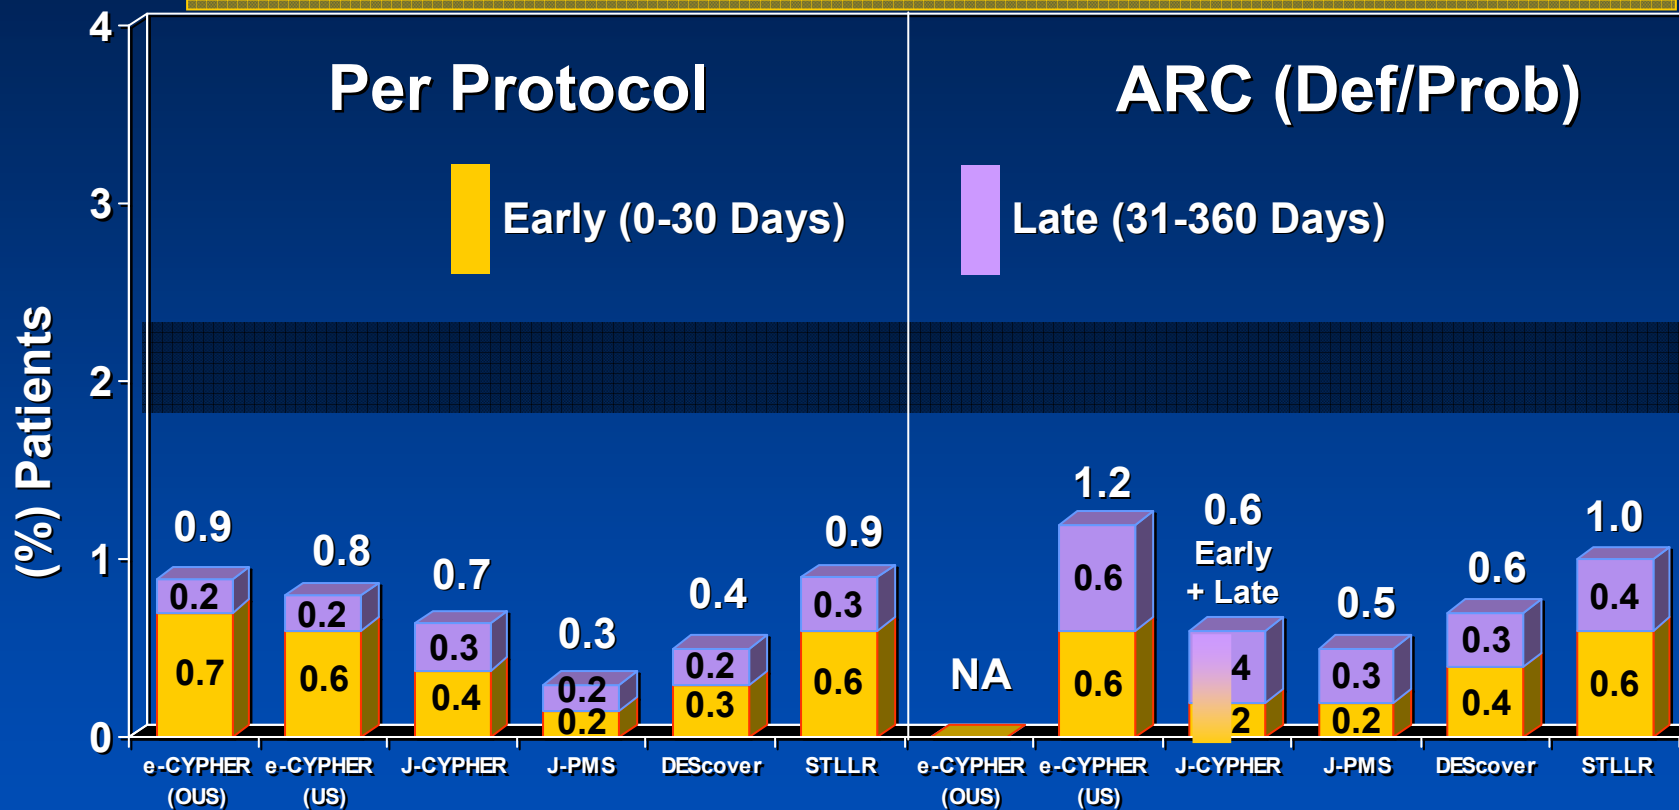 4
Per Protocol
ARC (Def/Prob)
3
Early (0-30 Days)
Late (31-360 Days)
(%) Patients
2
1
0
0.9
0.8
0.7
0.3
0.4
0.9
NA
1.2
0.6
Early
+ Late
0.5
0.6
1.0
0.2
0.2
0.3
0.2
0.2
0.3
0.6
4
0.3
0.3
0.4
0.7
0.6
0.4
0.2
0.3
0.6
0.6
2
0.2
0.4
0.6
e-CYPHER
(OUS)
e-CYPHER
(US)
J-CYPHER
J-PMS
DEScover
STLLR
e-CYPHER
(OUS)
e-CYPHER
(US)
J-CYPHER
J-PMS
DEScover
STLLR